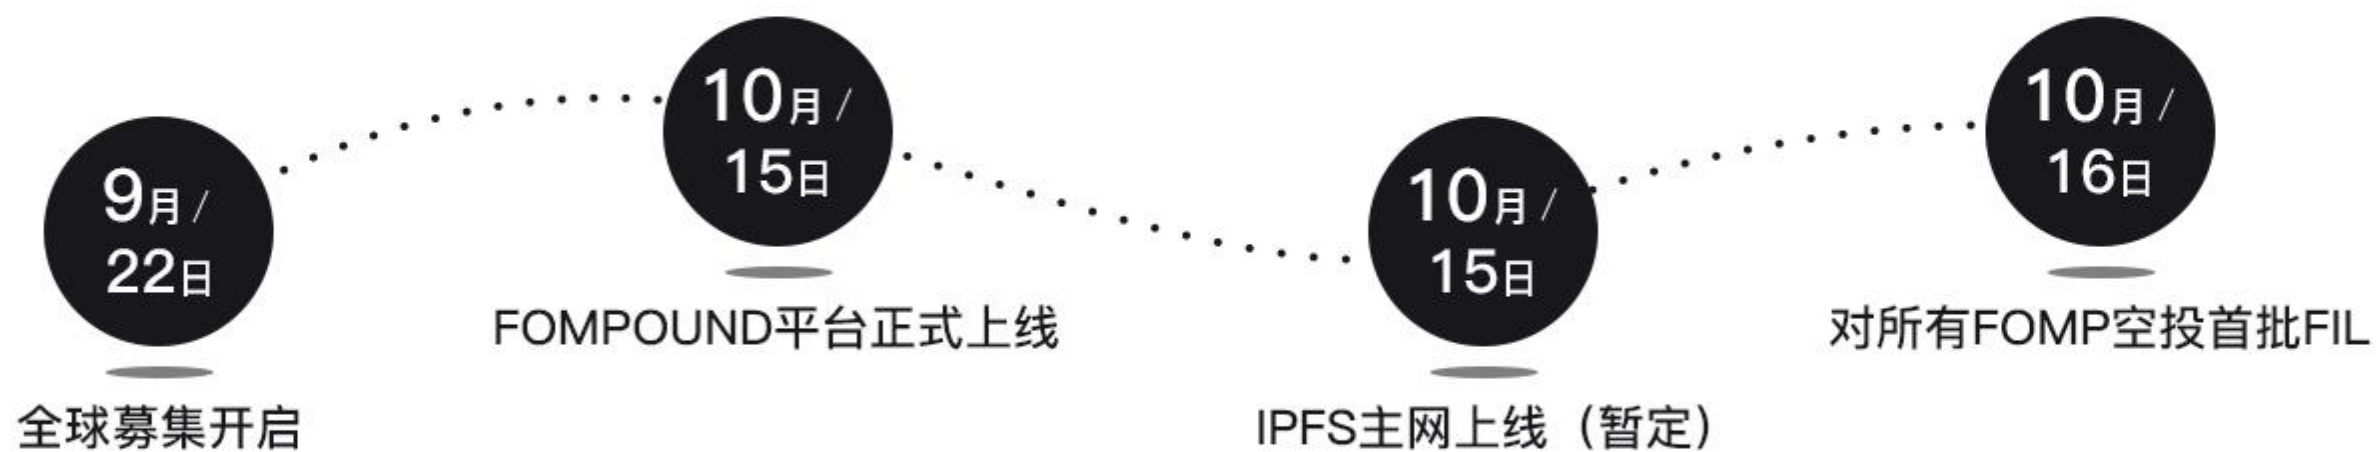 9月/
22日
全球募集开启
10月/
15日
FOMPOUND平台正式上线
10月/
15日
IPFS主网上线（暂定）
10月/
16日
对所有FOMP空投首批FIL